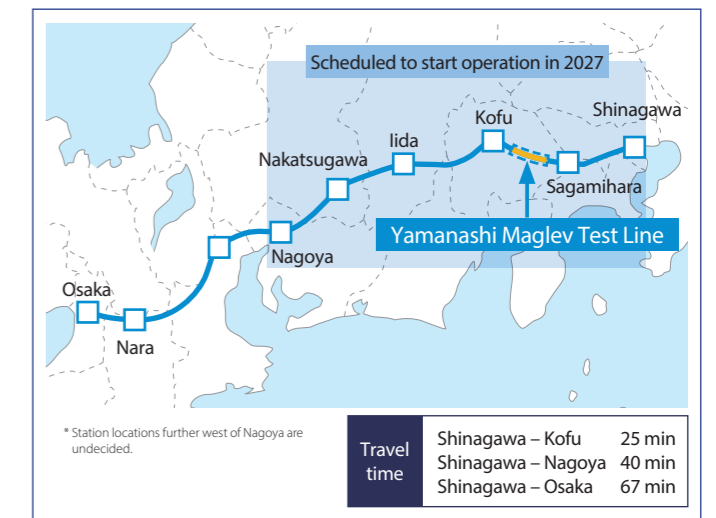 Scheduled to start operation in 2027
Shinagawa
Kofu
Iida
Nakatsugawa
Sagamihara
Yamanashi Maglev Test Line
Nagoya
Osaka
Nara
* Station locations further west of Nagoya are
undecided.
Travel
time
Shinagawa – Kofu 25 min
Shinagawa – Nagoya 40 min
Shinagawa – Osaka 67 min